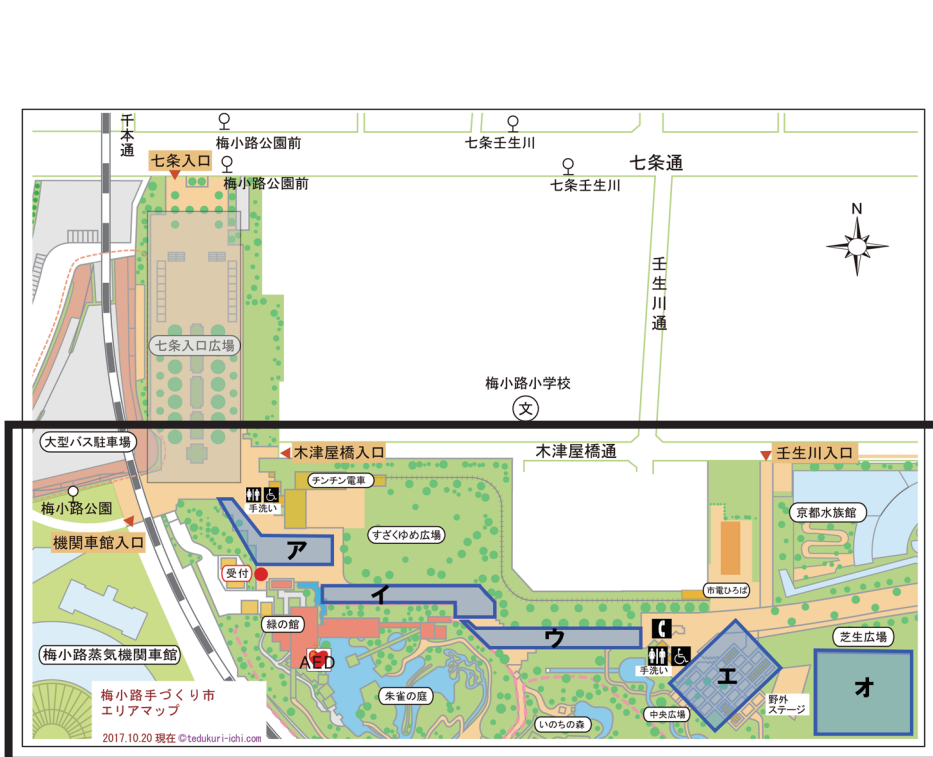 千本通
梅小路公園前
七条壬生川
七条入口
七条通
梅小路公園前
七条壬生川
N
壬生川通
七条入口広場
梅小路小学校
文
大型バス駐車場
木津屋橋入口
木津屋橋通
壬生川入口
チンチン電車
梅小路公園
手洗い
京都水族館
すざくゆめ広場
機関車館入口
ア
受付
市電ひろば
イ
緑の館
ウ
芝生広場
梅小路蒸気機関車館
AED
手洗い
エ
オ
朱雀の庭
梅小路手づくり市
エリアマップ
野外
ステージ
中央広場
いのちの森
2017.10.20 現在 ©tedukuri-ichi.com